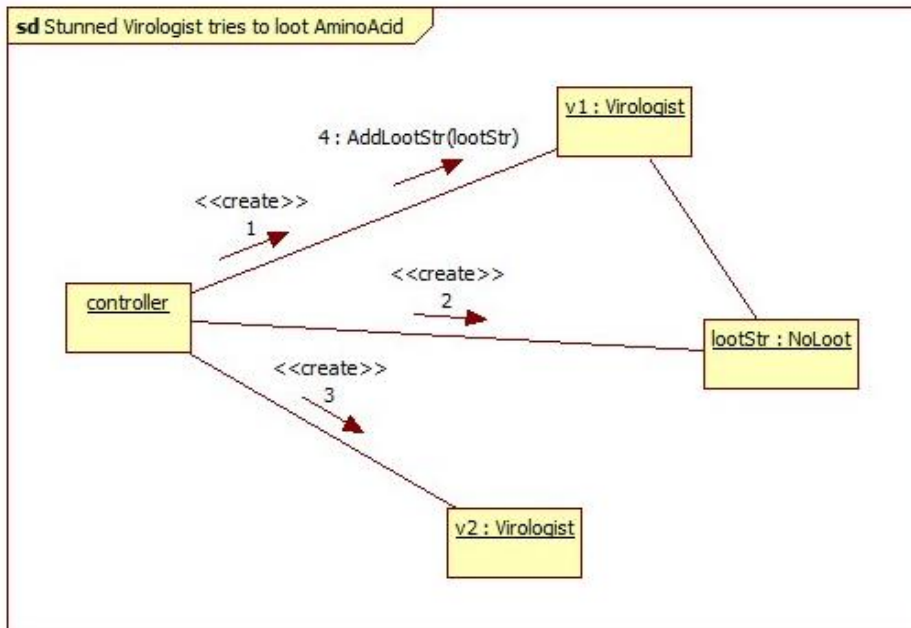 sd Stunned Virologist tries to loot AminoAcid
v1 : Virologist
4 : AddLootStr(lootStr)
<<create>>
1
<<create>>
2
controller
lootStr : NoLoot
<<create>>
3
v2 : Virologist